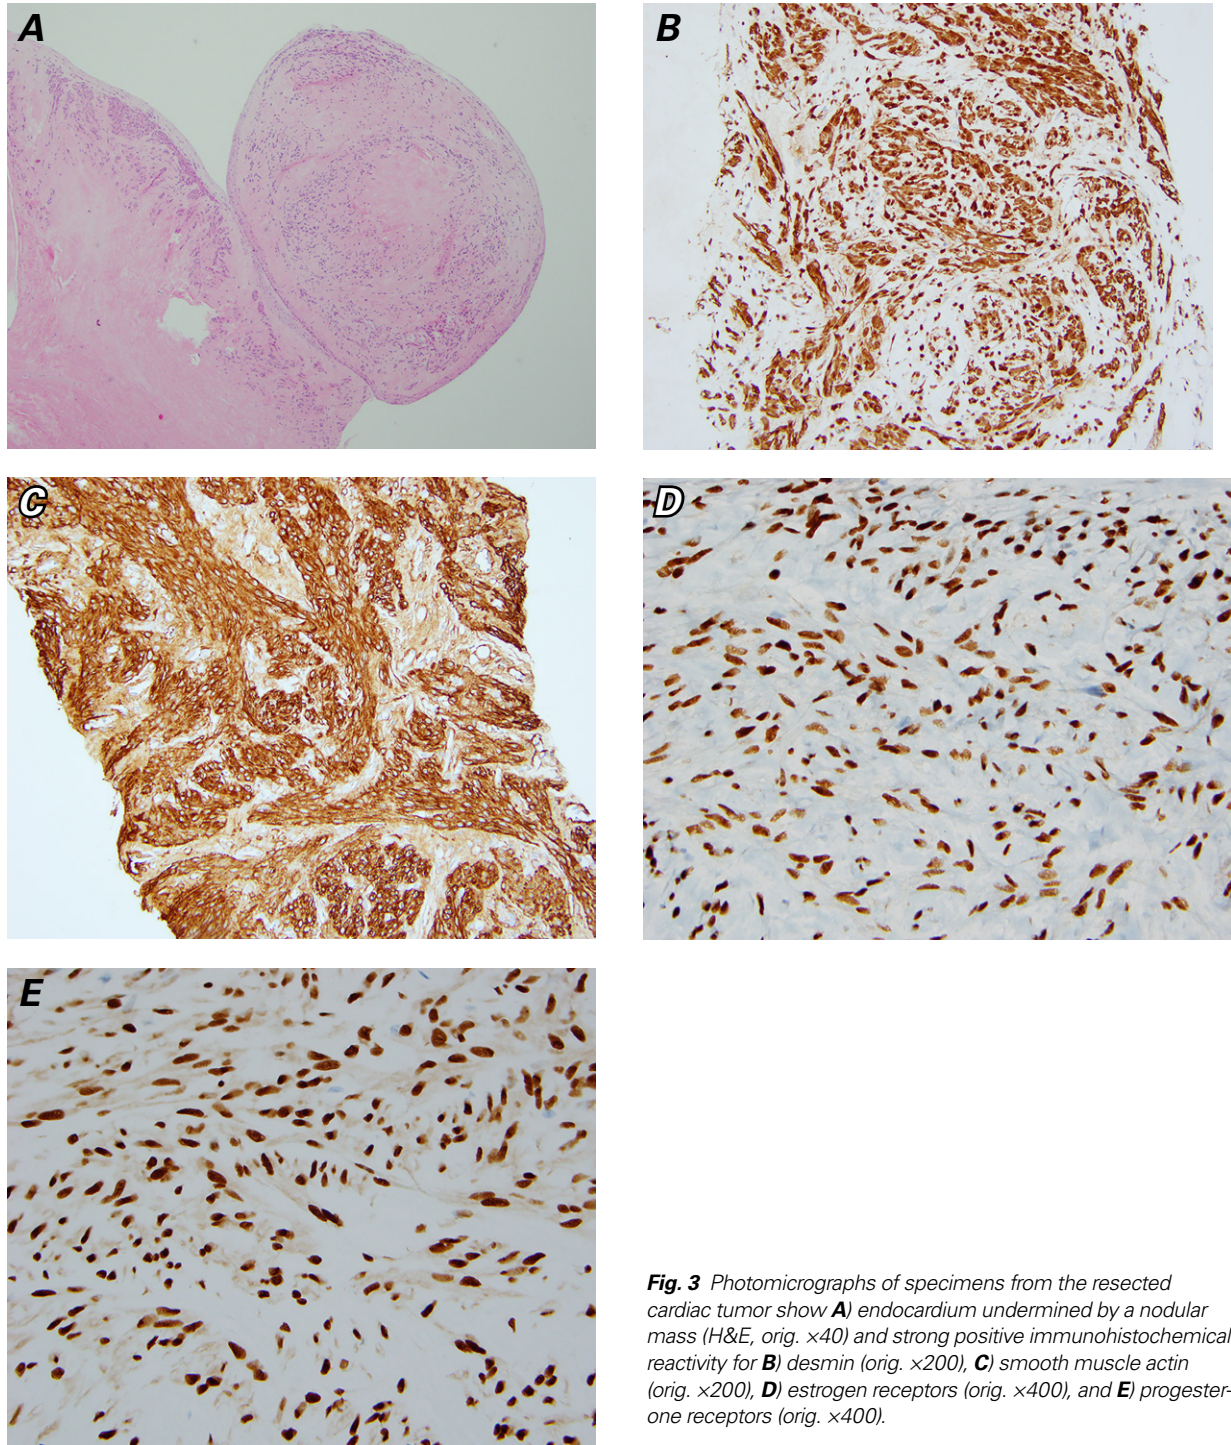 A
B
C
D
E
Fig. 3 Photomicrographs of specimens from the resected
cardiac tumor show A) endocardium undermined by a nodular
mass (H&E, orig. ×40) and strong positive immunohistochemical
reactivity for B) desmin (orig. ×200), C) smooth muscle actin
(orig. ×200), D) estrogen receptors (orig. ×400), and E) progester-
one receptors (orig. ×400).